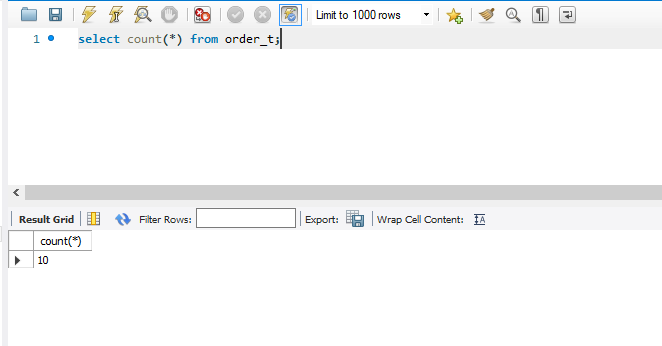 Limit to 1000 rows
1 select count(*) from order_t;
Result Grid Filter Rows: Export: Wrap Cell Content:
count(*)
10